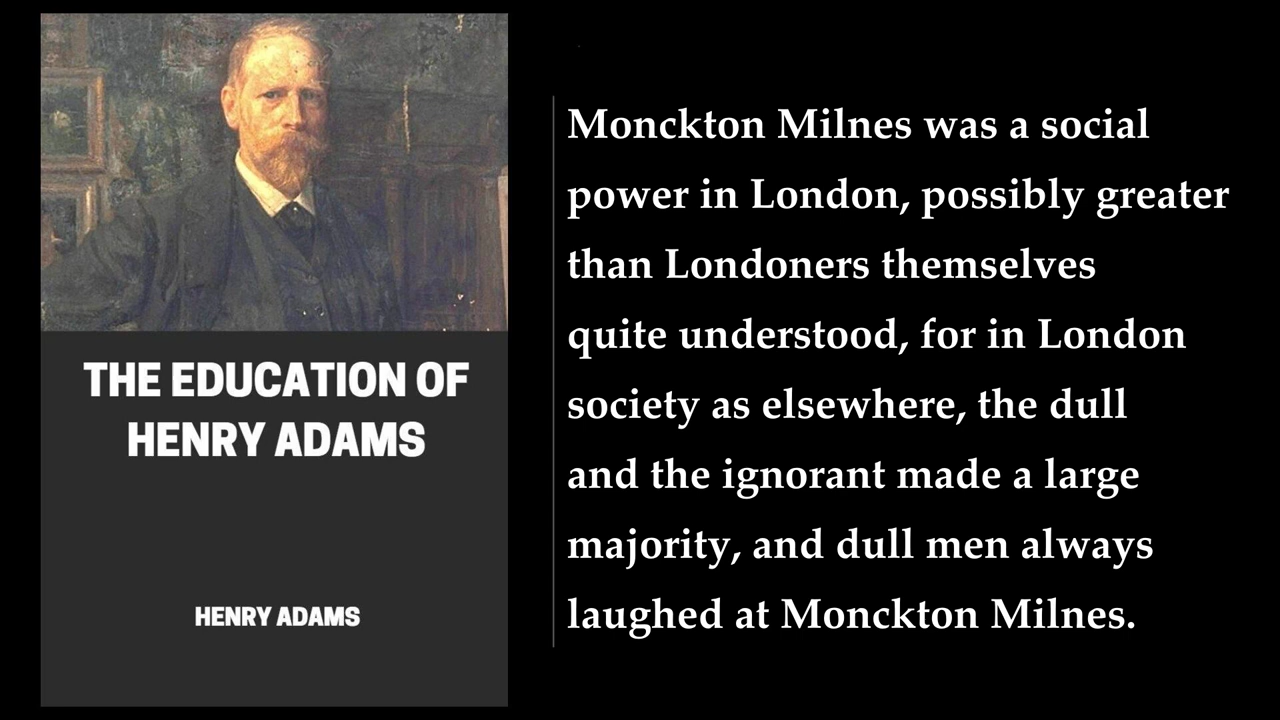 THE EDUCATION OF
HENRY ADAMS
HENRY ADAMS
Monckton Milnes was a social
power in London, possibly greater
than Londoners themselves
quite understood, for in London
society as elsewhere, the dull
and the ignorant made a large
majority, and dull men always
laughed at Monckton Milnes.